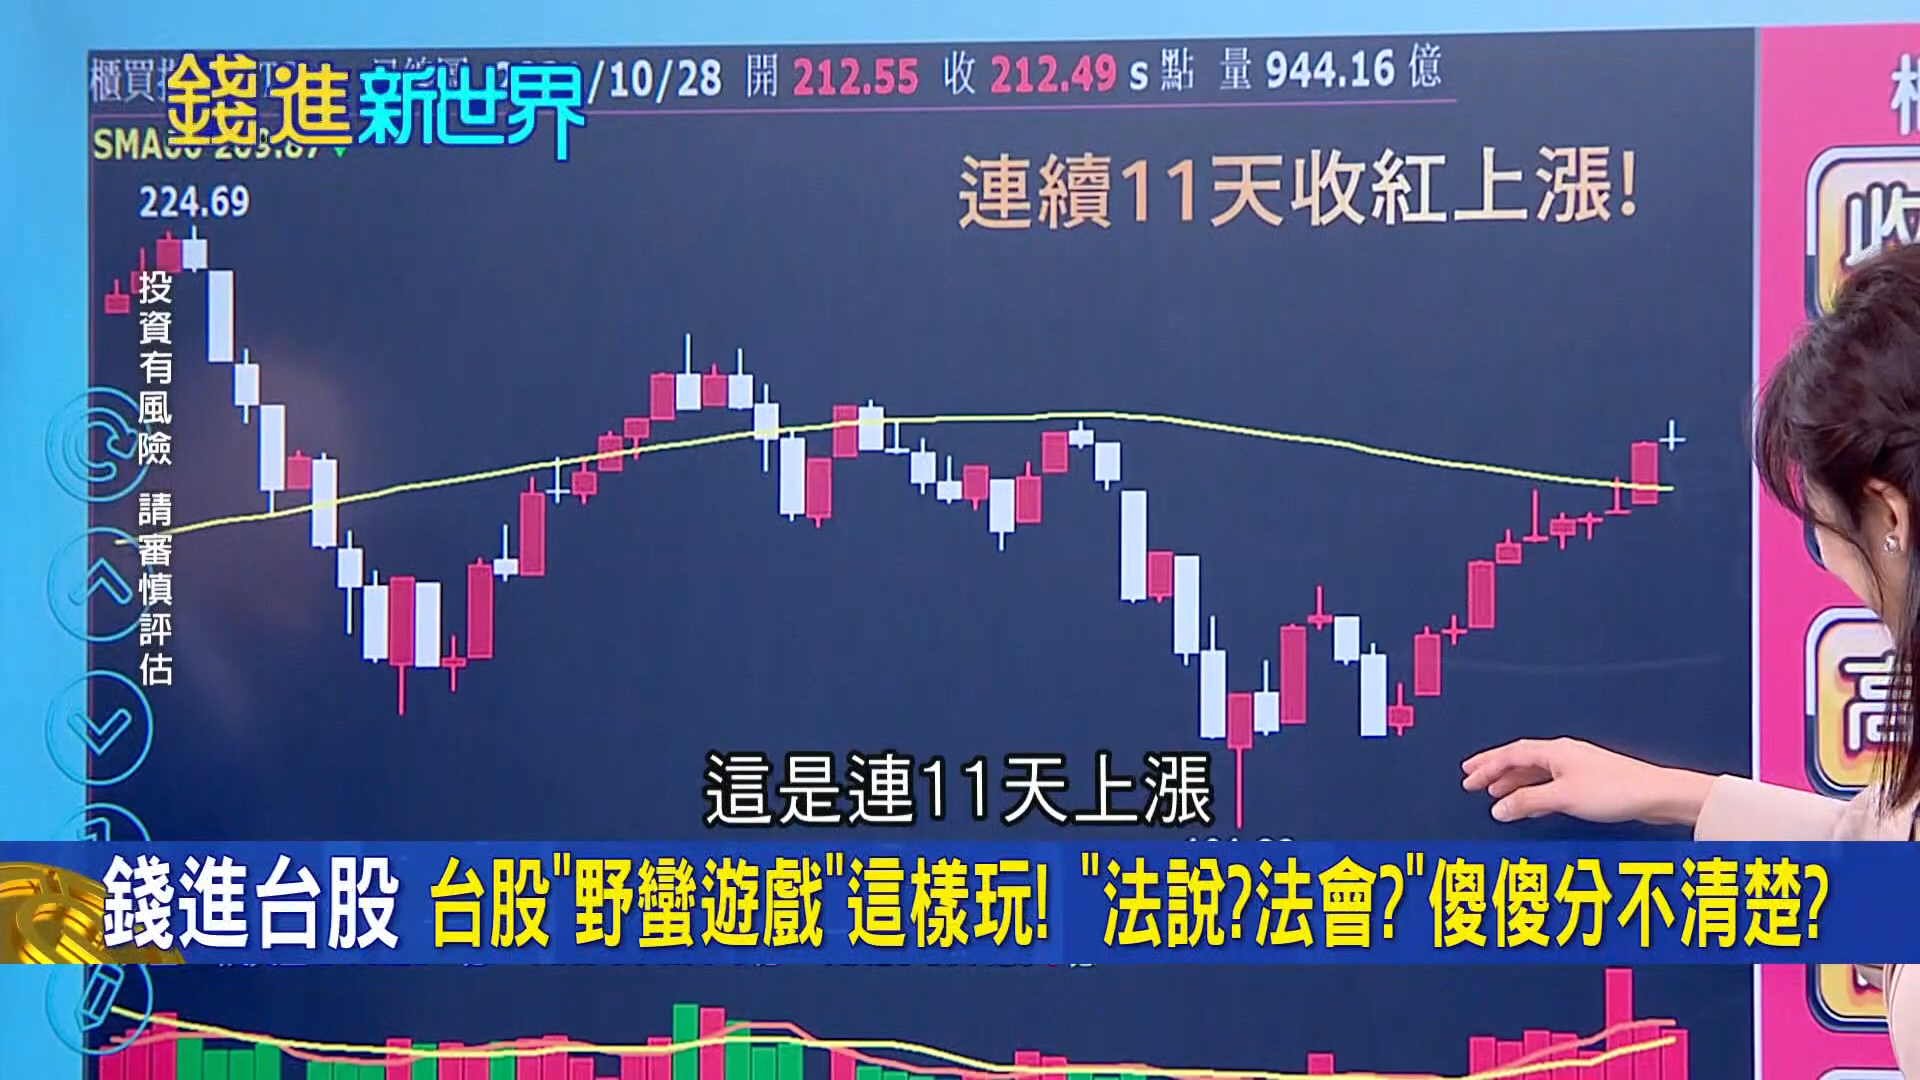 錢進新世界
櫃買 /10/28 開 212.55 收 212.49 s 點 量 944.16 億
連續11天收紅上漲!
224.69
投資有風險 請審慎評估
這是連11天上漲
錢進台股 台股"野蠻遊戲"這樣玩! "法說?法會?"傻傻分不清楚?